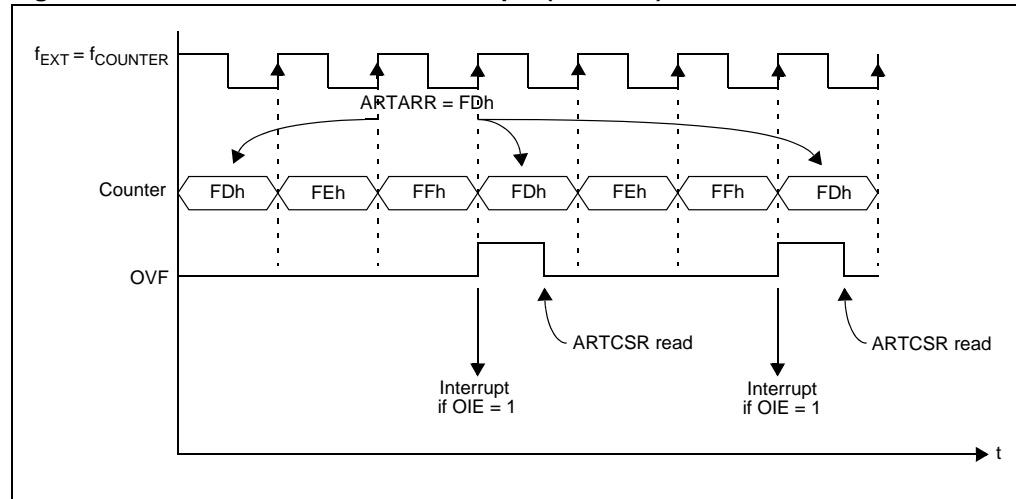 fEXT = fCOUNTER
ARTARR = FDh
Counter
FDh
FEh
FFh
FDh
FEh
FFh
FDh
OVF
ARTCSR read
ARTCSR read
Interrupt
if OIE = 1
Interrupt
if OIE = 1
t